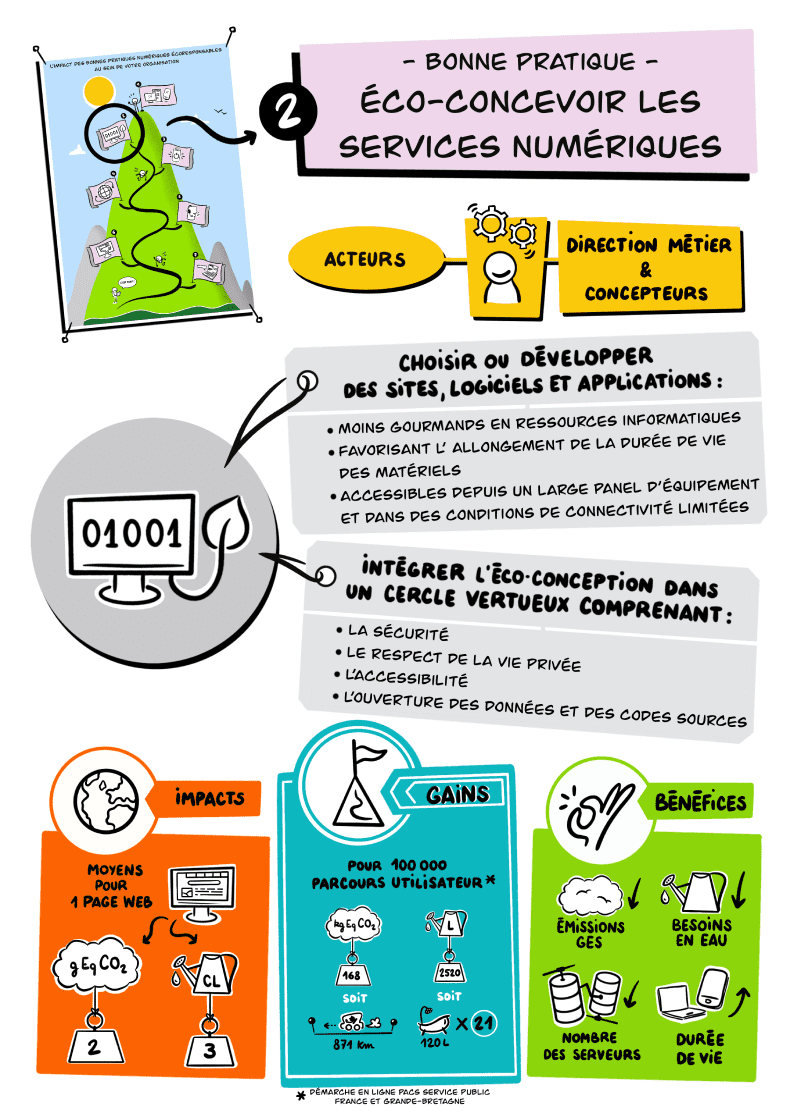 L'IMPACT DES BONNES PRATIQUES NUMÉRIQUES ÉCORESPONSABLES
AU SEIN DE VOTRE ORGANISATION
01001
2
- BONNE PRATIQUE -
ÉCO-CONCEVOIR LES
SERVICES NUMÉRIQUES
ACTEURS
DIRECTION MÉTIER
&
CONCEPTEURS
CHOISIR OU DÉVELOPPER
DES SITES, LOGICIELS ET APPLICATIONS :
• MOINS GOURMANDS EN RESSOURCES INFORMATIQUES
• FAVORISANT L' ALLONGEMENT DE LA DURÉE DE VIE
DES MATÉRIELS
• ACCESSIBLES DEPUIS UN LARGE PANEL D'ÉQUIPEMENT
ET DANS DES CONDITIONS DE CONNECTIVITÉ LIMITÉES
01001
INTÉGRER L'ÉCO-CONCEPTION DANS
UN CERCLE VERTUEUX COMPRENANT :
• LA SÉCURITÉ
• LE RESPECT DE LA VIE PRIVÉE
• L'ACCESSIBILITÉ
• L'OUVERTURE DES DONNÉES ET DES CODES SOURCES
IMPACTS
MOYENS
POUR
1 PAGE WEB
g Eq CO2
CL
2
3
GAINS
POUR 100 000
PARCOURS UTILISATEUR *
kg Eq CO2
L
168
2520
SOIT
SOIT
871 Km
120 L
X 21
BÉNÉFICES
ÉMISSIONS
GES
BESOINS
EN EAU
NOMBRE
DES SERVEURS
DURÉE
DE VIE
* DÉMARCHE EN LIGNE PACS SERVICE PUBLIC
FRANCE ET GRANDE-BRETAGNE